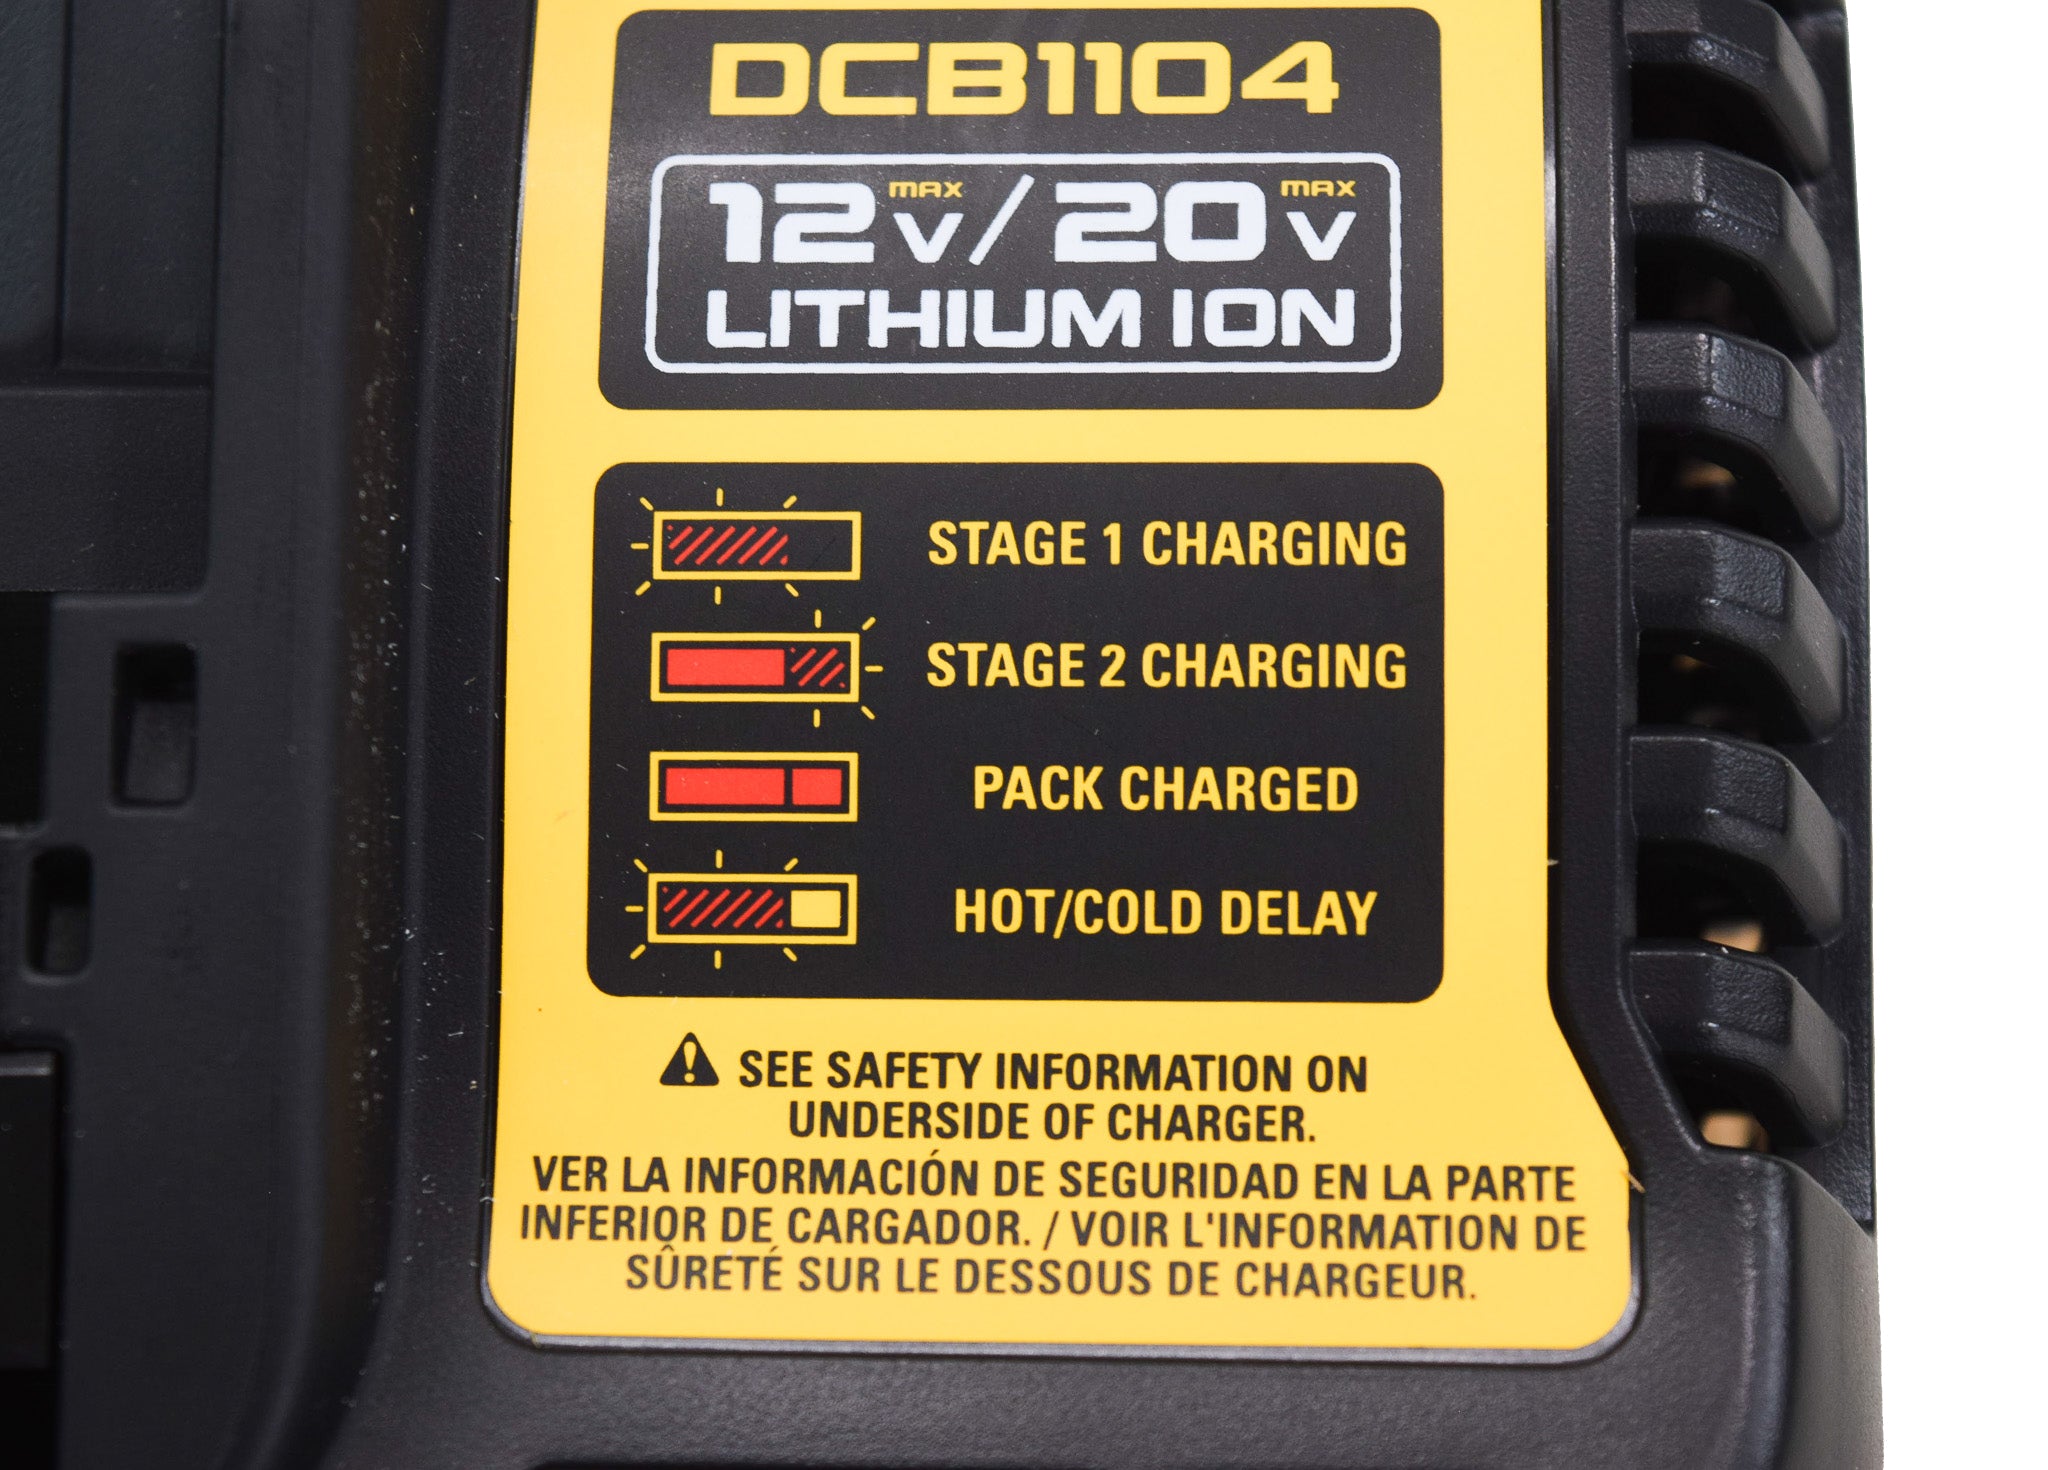 DCB1104
12V MAX / 20V MAX
LITHIUM ION
STAGE 1 CHARGING
STAGE 2 CHARGING
PACK CHARGED
HOT/COLD DELAY
SEE SAFETY INFORMATION ON
UNDERSIDE OF CHARGER.
VER LA INFORMACIÓN DE SEGURIDAD EN LA PARTE
INFERIOR DE CARGADOR. / VOIR L'INFORMATION DE
SÛRETÉ SUR LE DESSOUS DE CHARGEUR.